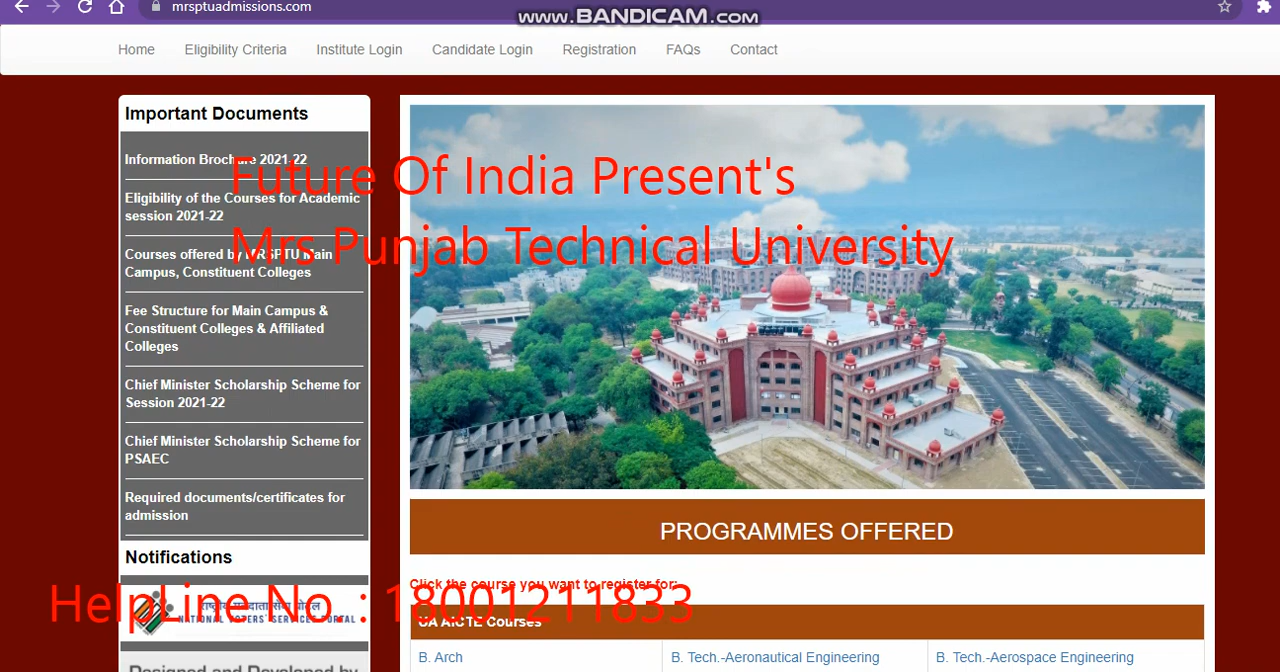 mrsptuadmissions.com
www.BANDICAM.com
Home Eligibility Criteria Institute Login Candidate Login Registration FAQs Contact
Important Documents
Information Brochure 2021-22
Eligibility of the Courses for Academic
session 2021-22
Courses offered by MRSPTU Main
Campus, Constituent Colleges
Fee Structure for Main Campus &
Constituent Colleges & Affiliated
Colleges
Chief Minister Scholarship Scheme for
Session 2021-22
Chief Minister Scholarship Scheme for
PSAEC
Required documents/certificates for
admission
Notifications
राष्ट्रीय मतदाता सेवा पोर्टल
NATIONAL VOTERS' SERVICES PORTAL
Designed and Developed by
Future Of India Present's
Mrs Punjab Technical University
PROGRAMMES OFFERED
Click the course you want to register for:
HelpLine No. : 18001211833
UA AICTE Courses
B. Arch B. Tech.-Aeronautical Engineering B. Tech.-Aerospace Engineering